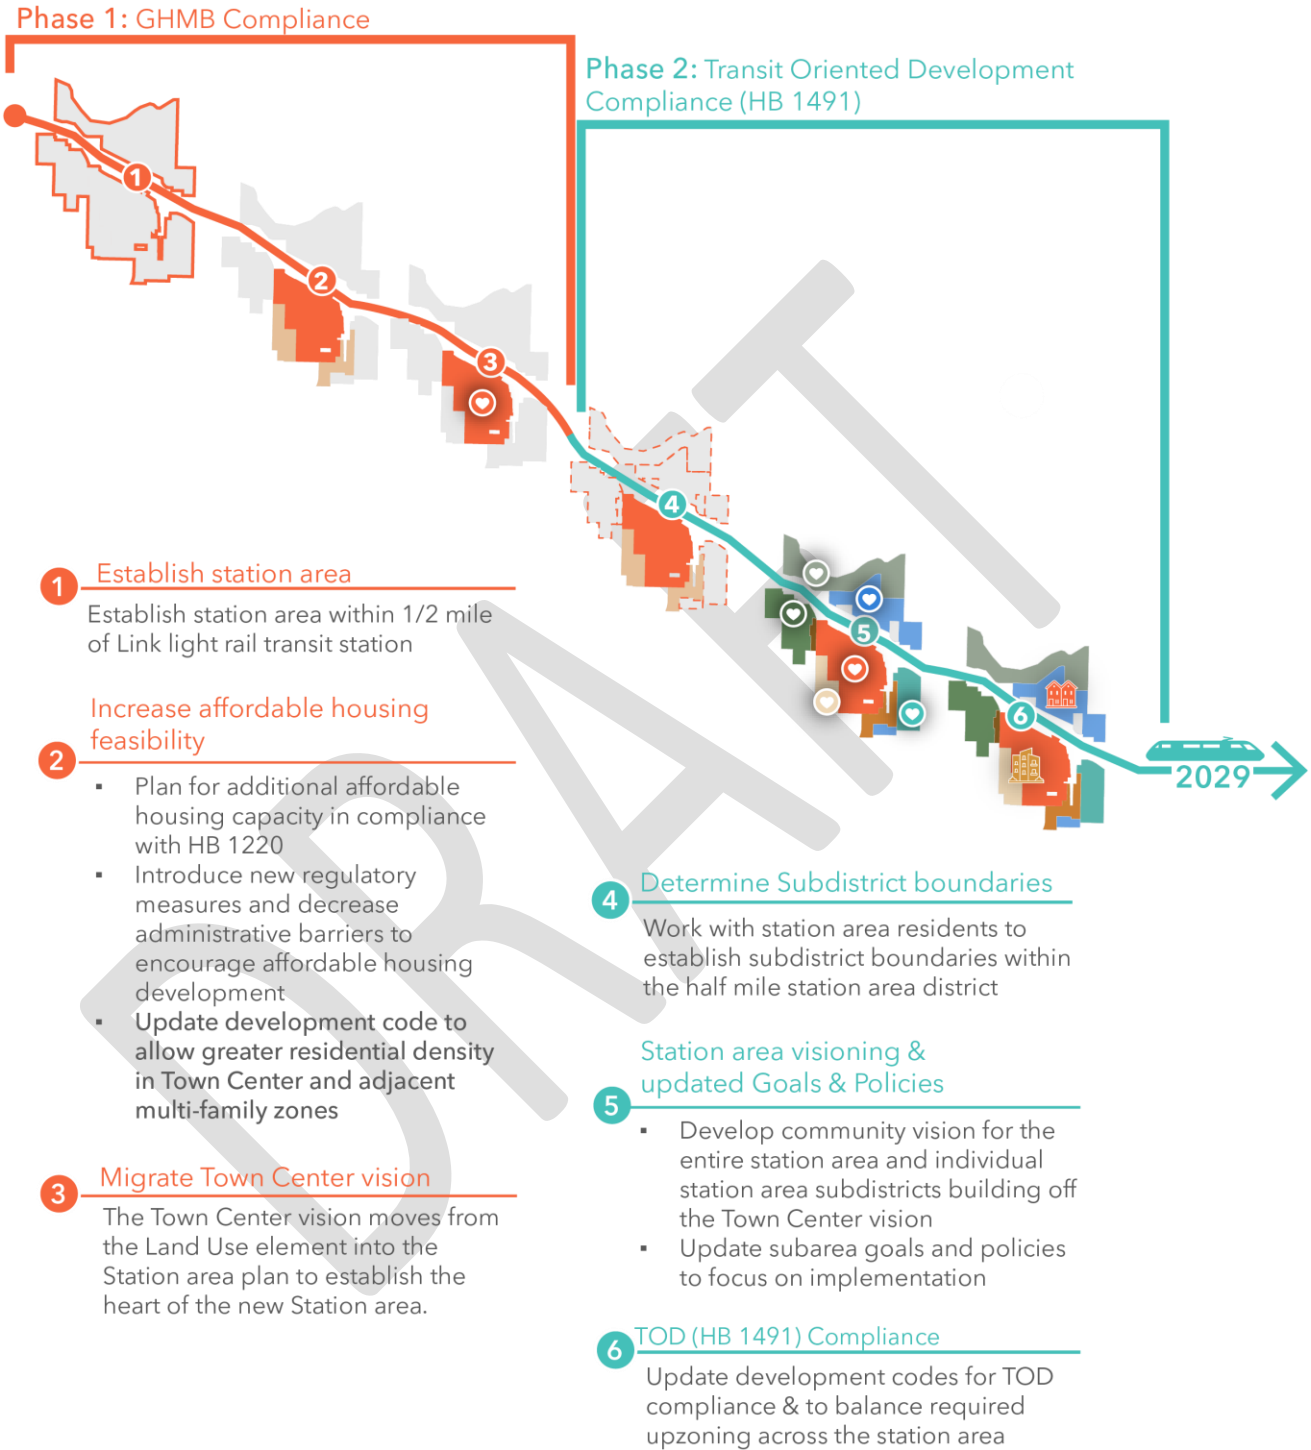 Phase 1: GHMB Compliance
Phase 2: Transit Oriented Development
Compliance (HB 1491)
1
2
3
4
5
6
2029
DRAFT
1
Establish station area
Establish station area within 1/2 mile
of Link light rail transit station
2
Increase affordable housing
feasibility
▪ Plan for additional affordable
housing capacity in compliance
with HB 1220
▪ Introduce new regulatory
measures and decrease
administrative barriers to
encourage affordable housing
development
▪ Update development code to
allow greater residential density
in Town Center and adjacent
multi-family zones
3
Migrate Town Center vision
The Town Center vision moves from
the Land Use element into the
Station area plan to establish the
heart of the new Station area.
4
Determine Subdistrict boundaries
Work with station area residents to
establish subdistrict boundaries within
the half mile station area district
5
Station area visioning &
updated Goals & Policies
▪ Develop community vision for the
entire station area and individual
station area subdistricts building off
the Town Center vision
▪ Update subarea goals and policies
to focus on implementation
6
TOD (HB 1491) Compliance
Update development codes for TOD
compliance & to balance required
upzoning across the station area